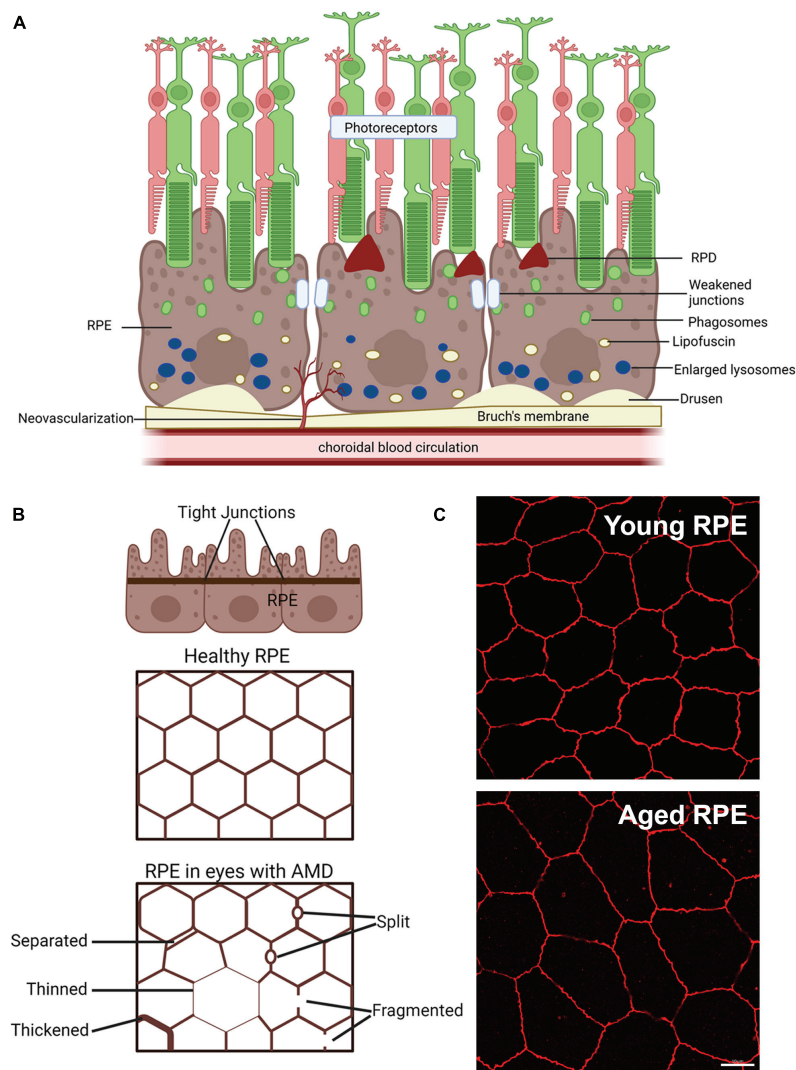 A
Photoreceptors
RPD
Weakened
junctions
Phagosomes
RPE
Lipofuscin
Enlarged lysosomes
Drusen
Neovascularization
Bruch's membrane
choroidal blood circulation
B
Tight Junctions
RPE
Healthy RPE
RPE in eyes with AMD
Split
Separated
Thinned
Fragmented
Thickened
C
Young RPE
Aged RPE